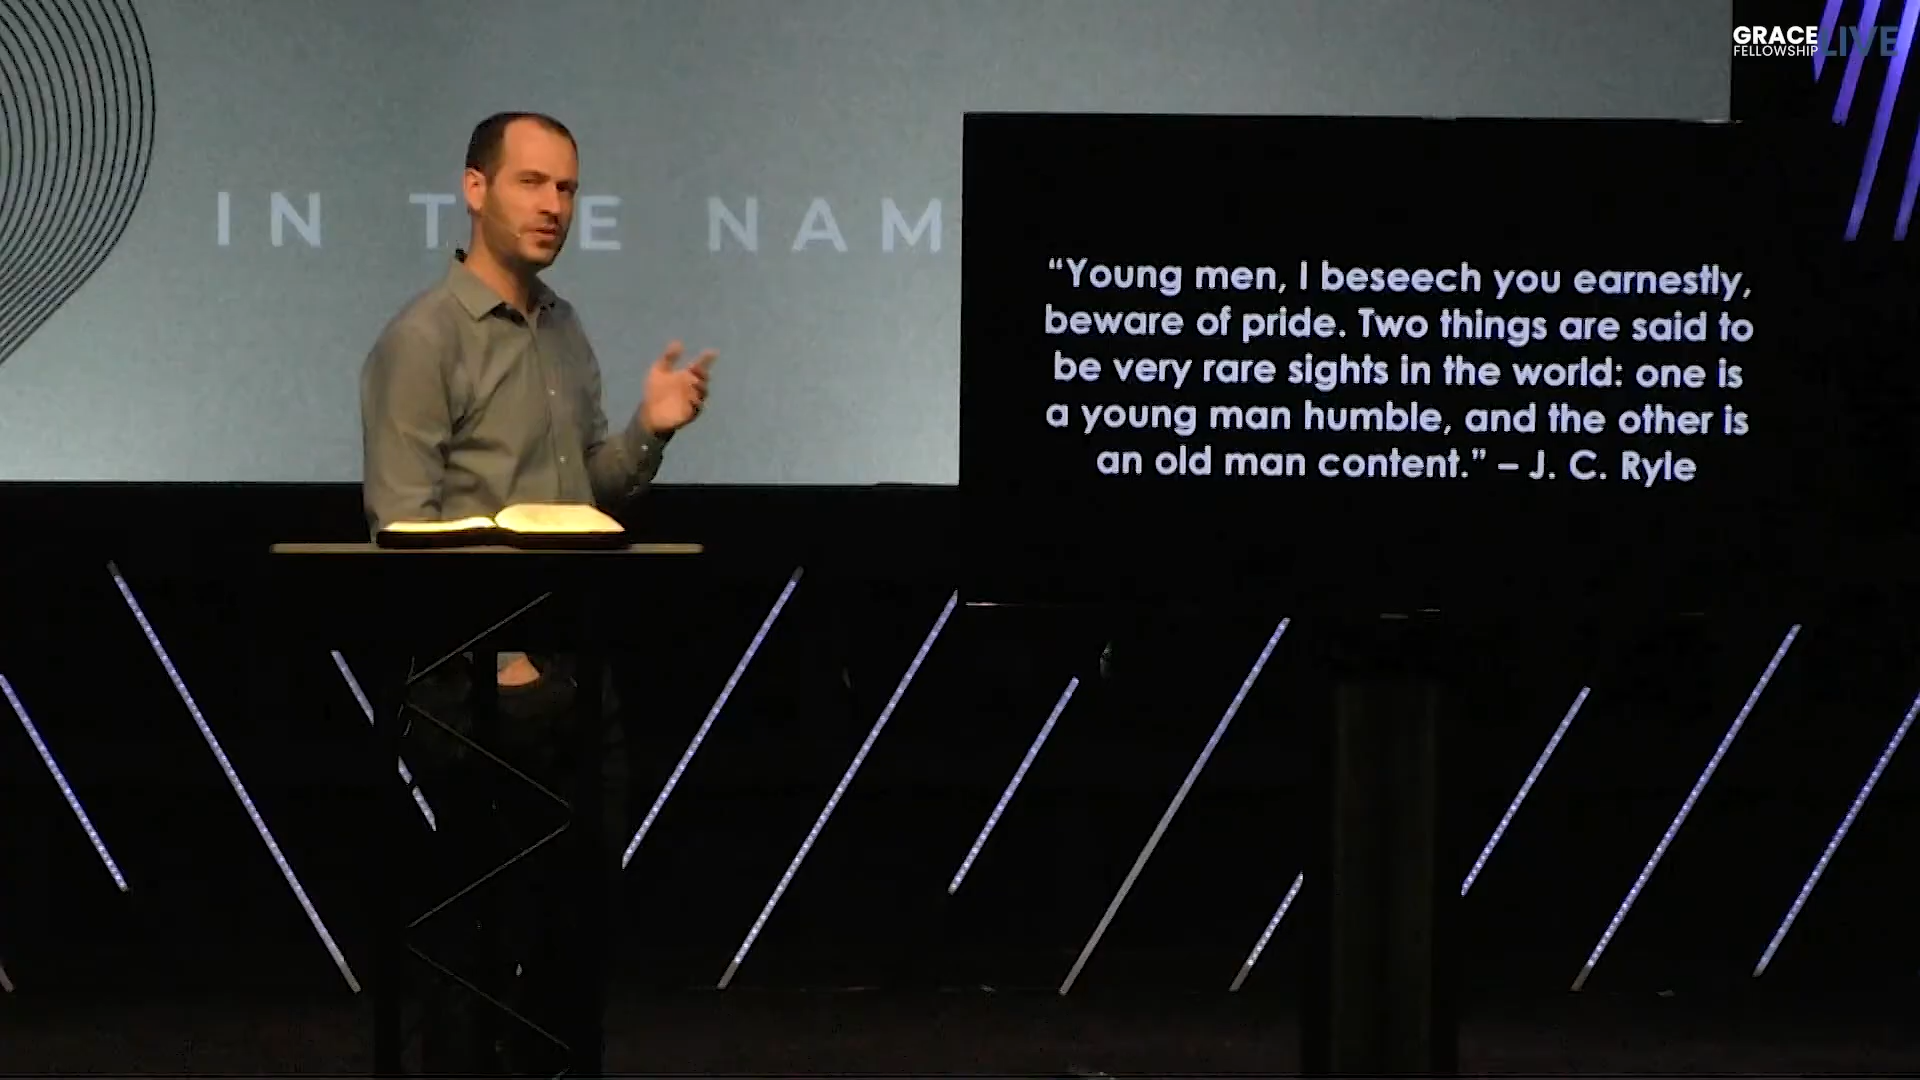 GRACE
FELLOWSHIP
LIVE
IN THE NAM
“Young men, I beseech you earnestly,
beware of pride. Two things are said to
be very rare sights in the world: one is
a young man humble, and the other is
an old man content.” – J. C. Ryle